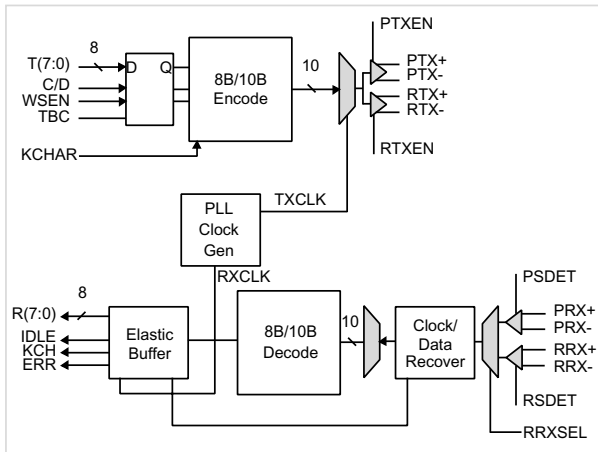 PTXEN
8
T(7:0)
D
Q
C/D
WSEN
TBC
8B/10B
Encode
10
PTX+
PTX-
RTX+
RTX-
KCHAR
RTXEN
TXCLK
PLL
Clock
Gen
RXCLK
PSDET
8
R(7:0)
IDLE
KCH
ERR
Elastic
Buffer
8B/10B
Decode
10
Clock/
Data
Recover
PRX+
PRX-
RRX+
RRX-
RSDET
RRXSEL